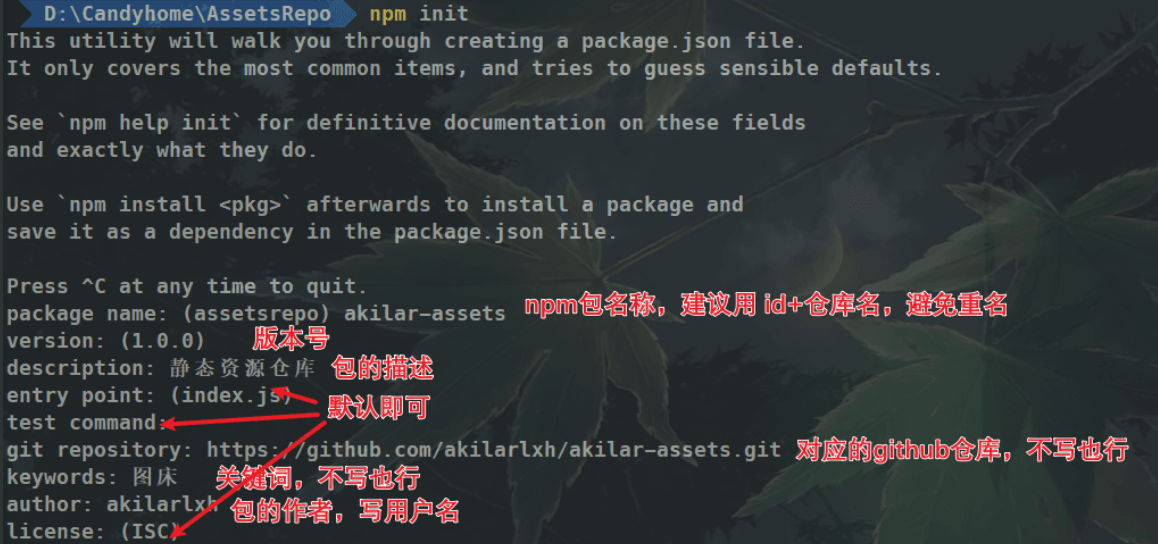 D:\Candyhome\AssetsRepo npm init
This utility will walk you through creating a package.json file.
It only covers the most common items, and tries to guess sensible defaults.
See `npm help init` for definitive documentation on these fields
and exactly what they do.
Use `npm install <pkg>` afterwards to install a package and
save it as a dependency in the package.json file.
Press ^C at any time to quit.
package name: (assetsrepo) akilar-assets npm包名称，建议用 id+仓库名，避免重名
version: (1.0.0) 版本号
description: 静态资源仓库 包的描述
entry point: (index.js)
默认即可
test command:
git repository: https://github.com/akilarlxh/akilar-assets.git 对应的github仓库，不写也行
keywords: 图床 关键词，不写也行
author: akilarlxh 包的作者，写用户名
license: (ISC)